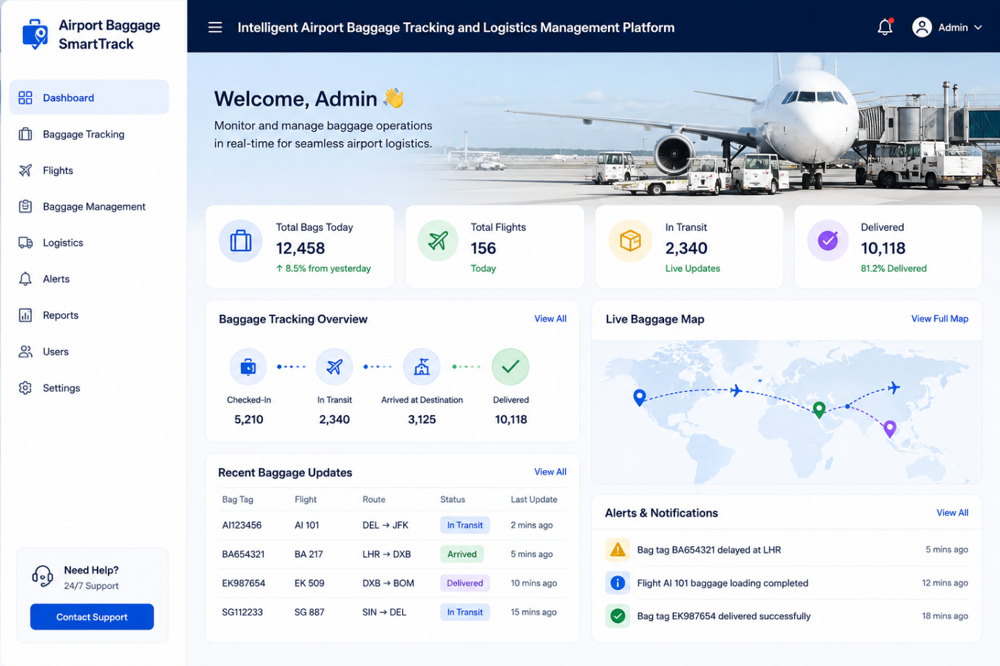 Airport Baggage
SmartTrack
Intelligent Airport Baggage Tracking and Logistics Management Platform
Admin
Dashboard
Baggage Tracking
Flights
Baggage Management
Logistics
Alerts
Reports
Users
Settings
Need Help?
24/7 Support
Contact Support
Welcome, Admin 👋
Monitor and manage baggage operations
in real-time for seamless airport logistics.
Total Bags Today
12,458
↑ 8.5% from yesterday
Total Flights
156
Today
In Transit
2,340
Live Updates
Delivered
10,118
81.2% Delivered
Baggage Tracking Overview View All
Checked-In In Transit Arrived at Destination Delivered
5,210 2,340 3,125 10,118
Live Baggage Map View Full Map
Recent Baggage Updates View All
Bag Tag Flight Route Status Last Update
AI123456 AI 101 DEL → JFK In Transit 2 mins ago
BA654321 BA 217 LHR → DXB Arrived 5 mins ago
EK987654 EK 509 DXB → BOM Delivered 10 mins ago
SG112233 SG 887 SIN → DEL In Transit 15 mins ago
Alerts & Notifications View All
Bag tag BA654321 delayed at LHR 5 mins ago
Flight AI 101 baggage loading completed 12 mins ago
Bag tag EK987654 delivered successfully 18 mins ago